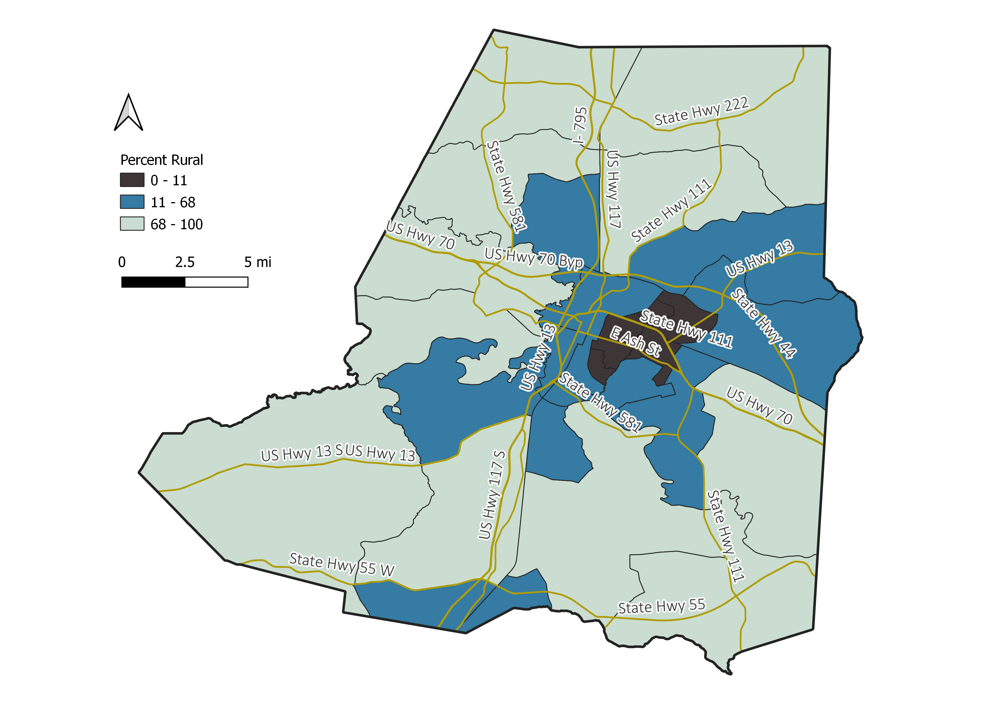 State Hwy 222
I- 795
Percent Rural
0 - 11
11 - 68
68 - 100
0 2.5 5 mi
State Hwy 581
US Hwy 117
State Hwy 111
US Hwy 70
US Hwy 70 Byp
US Hwy 13
State Hwy 44
State Hwy 111
E Ash St
US Hwy 13
State Hwy 581
US Hwy 70
US Hwy 13 S
US Hwy 13
US Hwy 117 S
State Hwy 111
State Hwy 55 W
State Hwy 55